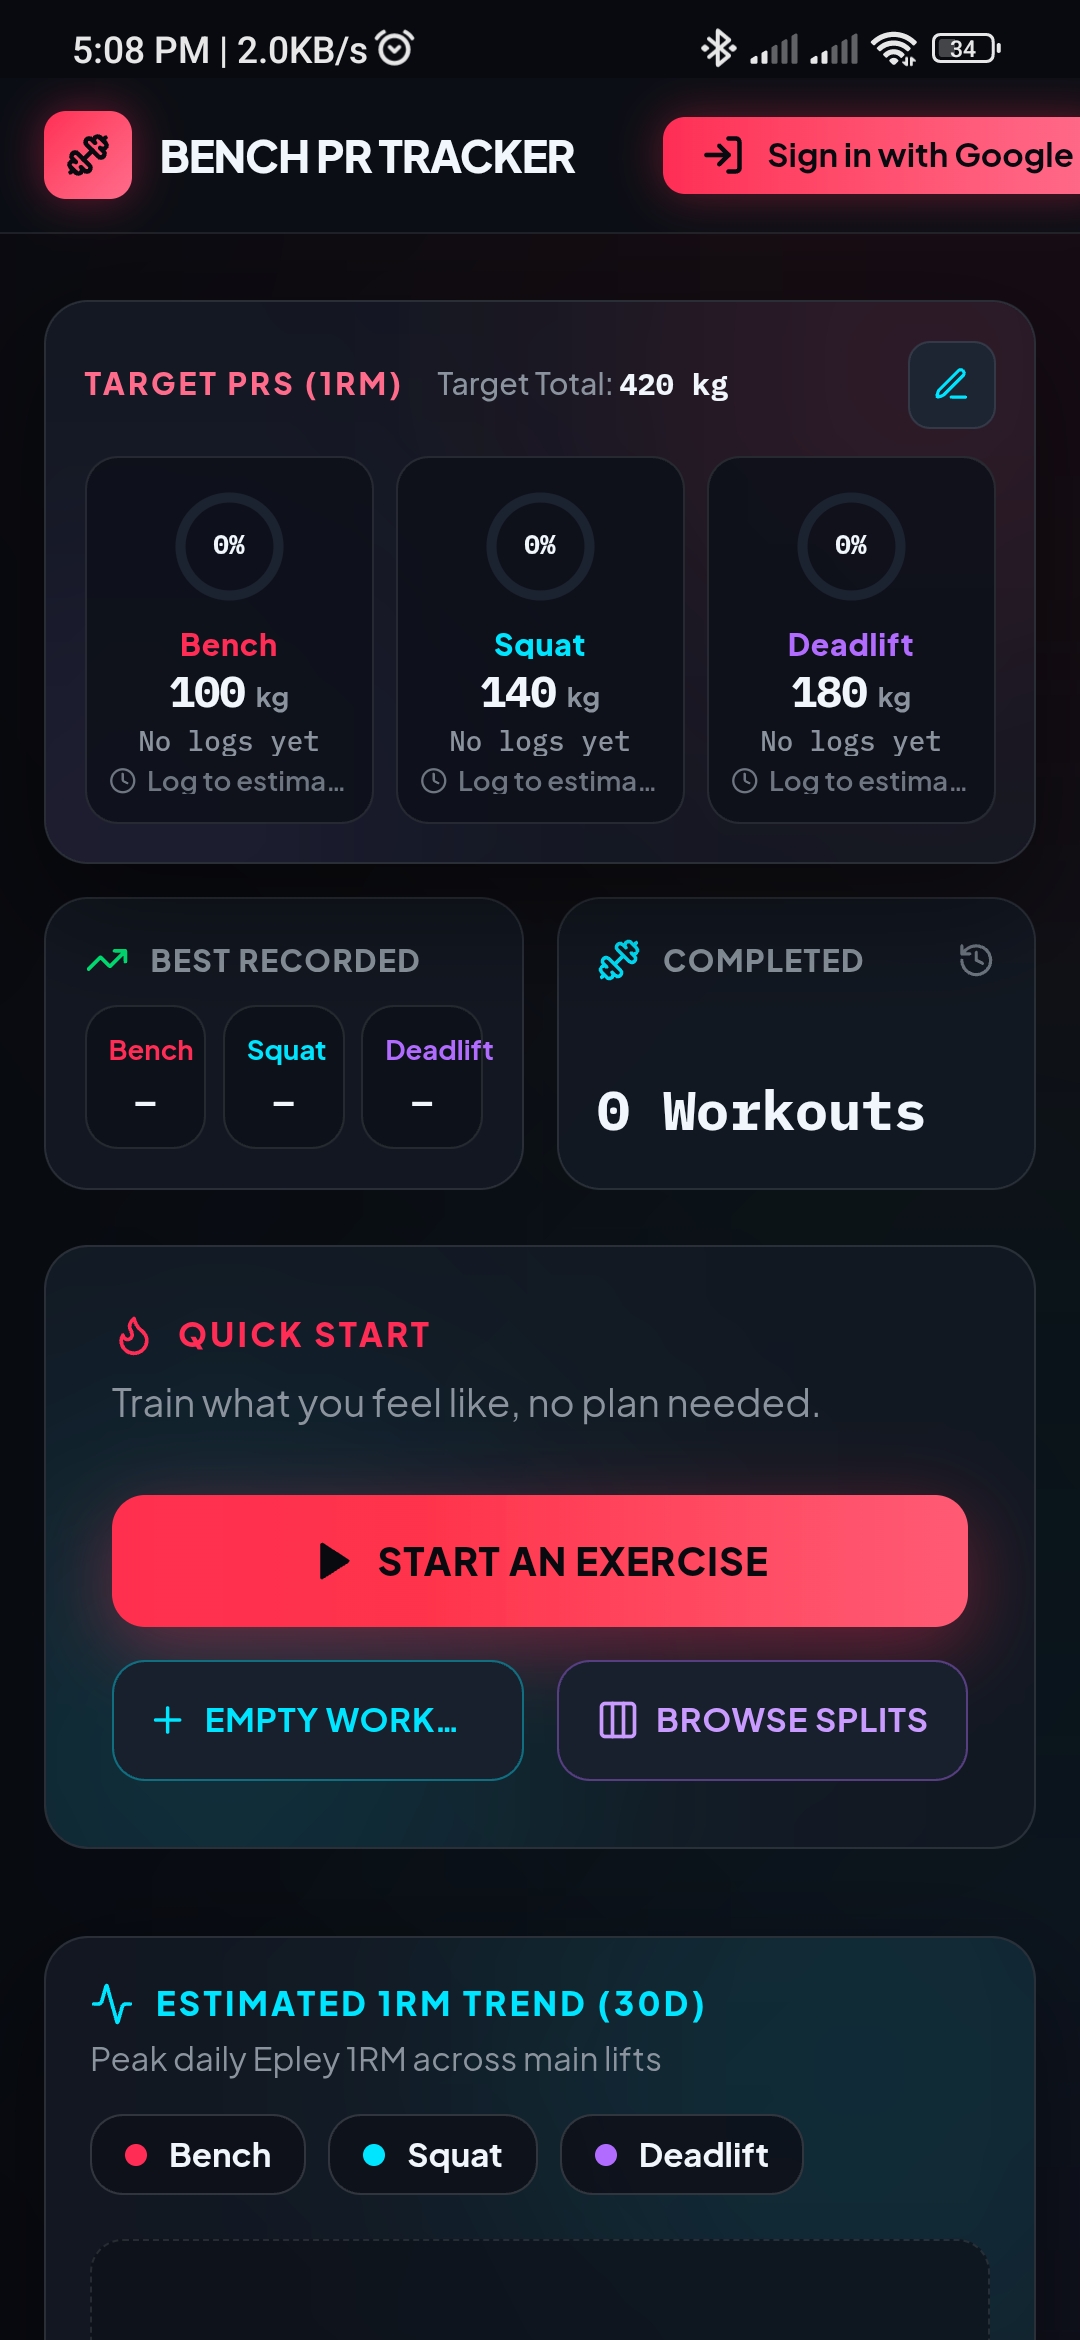 5:08 PM | 2.0KB/s 34
BENCH PR TRACKER
Sign in with Google
TARGET PRS (1RM) Target Total: 420 kg
0% 0% 0%
Bench Squat Deadlift
100 kg 140 kg 180 kg
No logs yet No logs yet No logs yet
Log to estima... Log to estima... Log to estima...
BEST RECORDED
Bench Squat Deadlift
– – –
COMPLETED
0 Workouts
QUICK START
Train what you feel like, no plan needed.
START AN EXERCISE
EMPTY WORK... BROWSE SPLITS
ESTIMATED 1RM TREND (30D)
Peak daily Epley 1RM across main lifts
Bench Squat Deadlift